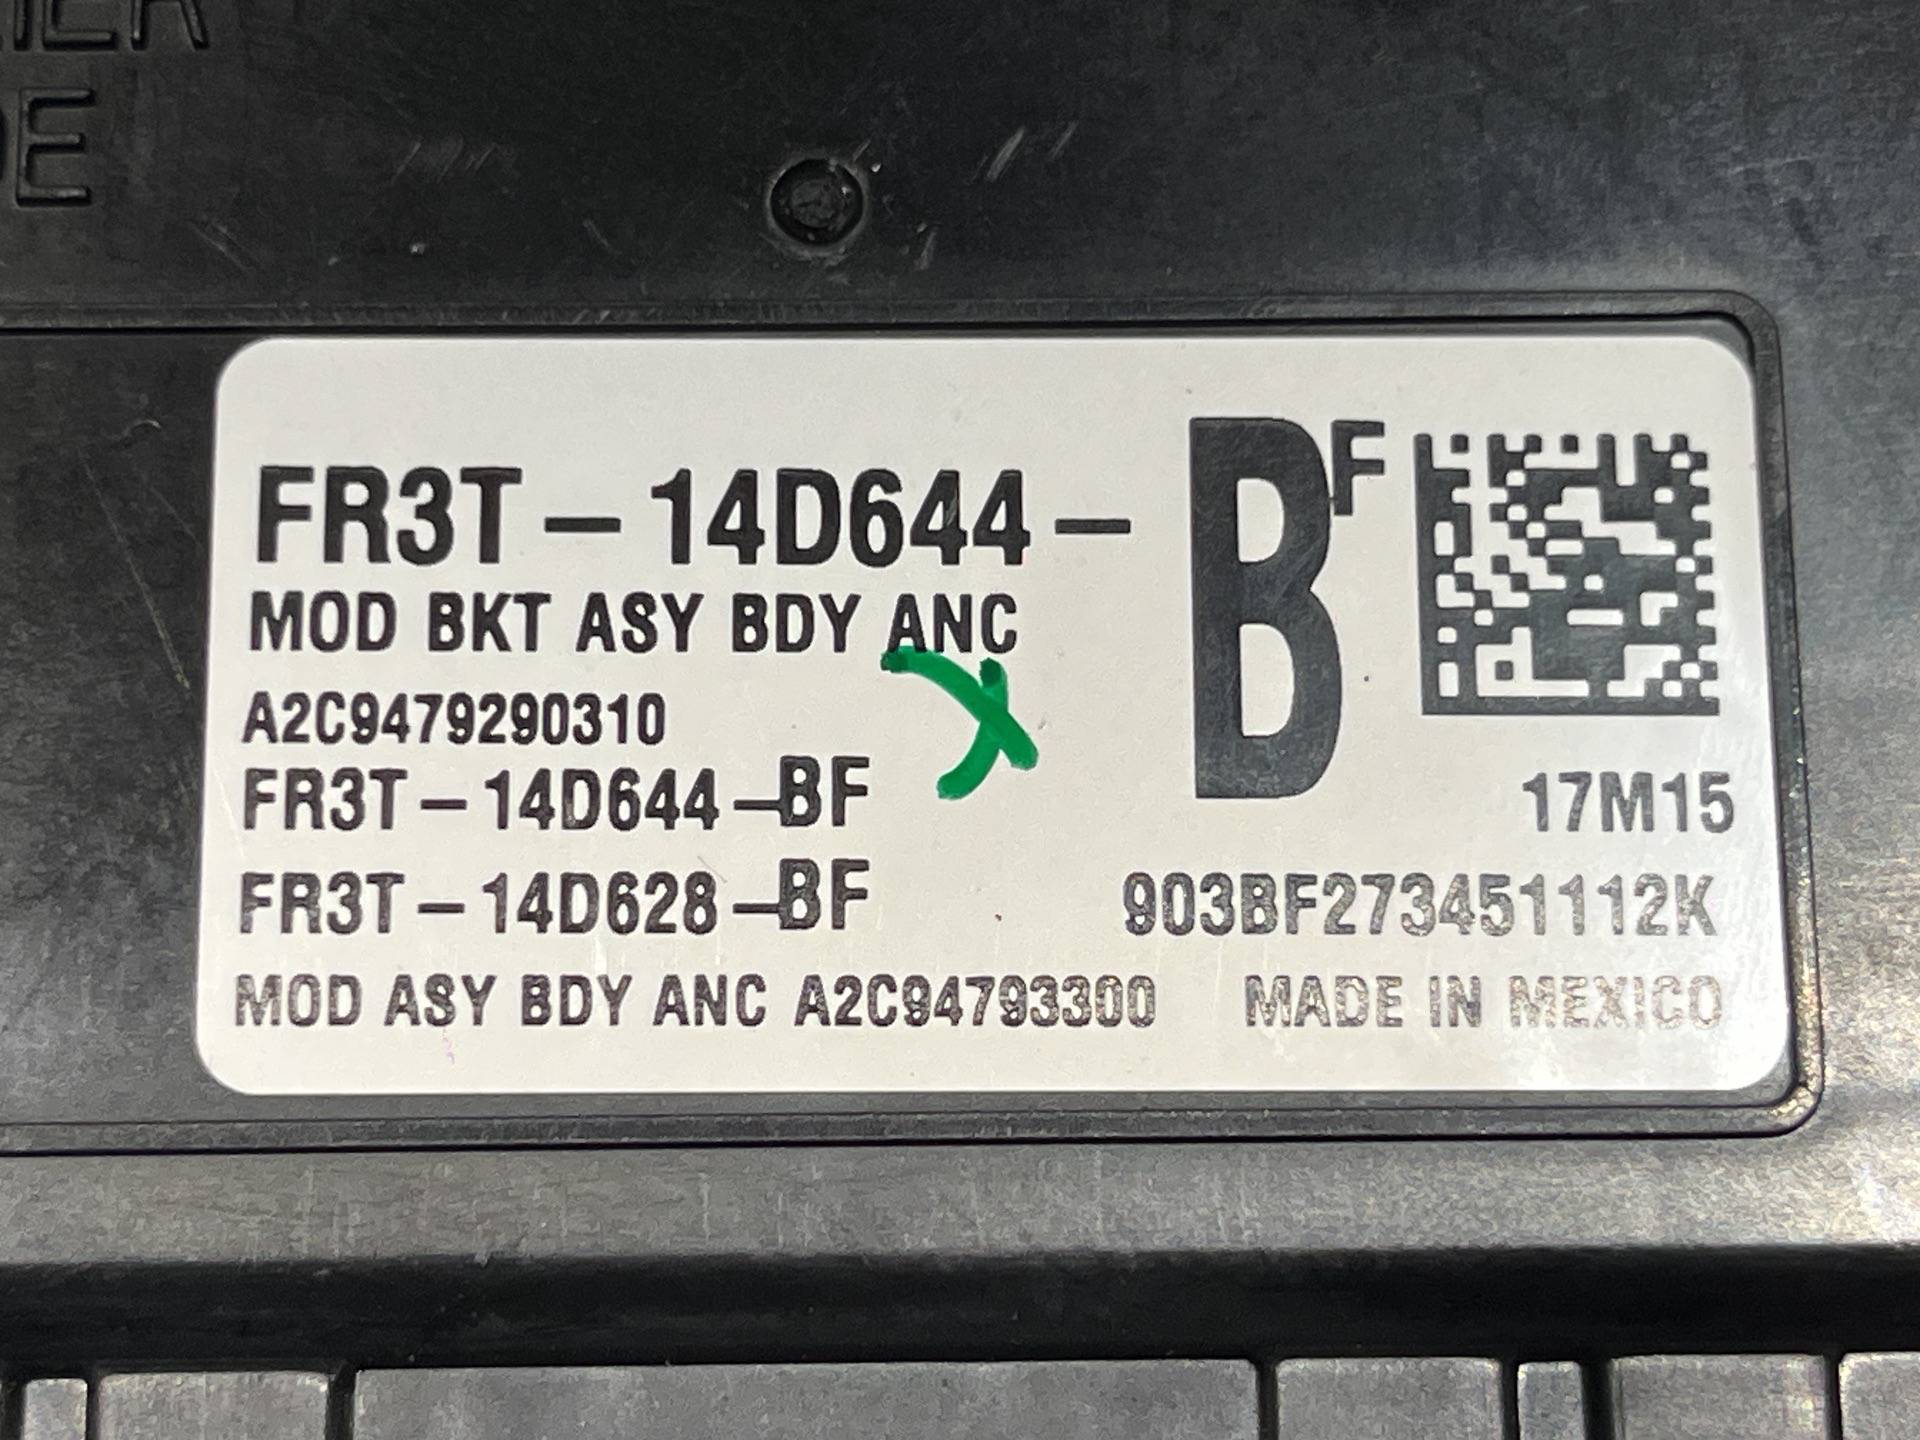 FR3T-14D644-BF
MOD BKT ASY BDY ANC
A2C9479290310
FR3T-14D644-BF
17M15
FR3T-14D628-BF 903BF273451112K
MOD ASY BDY ANC A2C94793300 MADE IN MEXICO